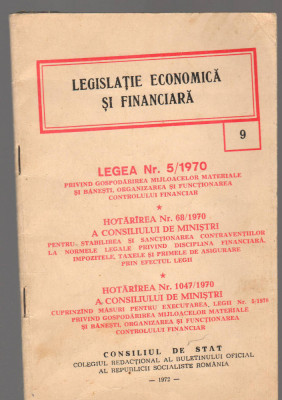 LEGISLAȚIE ECONOMICĂ
ȘI FINANCIARĂ
9
LEGEA Nr. 5/1970
PRIVIND GOSPODĂRIREA MIJLOACELOR MATERIALE
ȘI BĂNEȘTI, ORGANIZAREA ȘI FUNCȚIONAREA
CONTROLULUI FINANCIAR
★
HOTĂRÎREA Nr. 68/1970
A CONSILIULUI DE MINIȘTRI
PENTRU STABILIREA ȘI SANCȚIONAREA CONTRAVENȚIILOR
LA NORMELE LEGALE PRIVIND DISCIPLINA FINANCIARĂ,
IMPOZITELE, TAXELE ȘI PRIMELE DE ASIGURARE
PRIN EFECTUL LEGII
★
HOTĂRÎREA Nr. 1047/1970
A CONSILIULUI DE MINIȘTRI
CUPRINZÎND MĂSURI PENTRU EXECUTAREA LEGII Nr. 5/1970
PRIVIND GOSPODĂRIREA MIJLOACELOR MATERIALE
ȘI BĂNEȘTI, ORGANIZAREA ȘI FUNCȚIONAREA
CONTROLULUI FINANCIAR
CONSILIUL DE STAT
COLEGIUL REDACȚIONAL AL BULETINULUI OFICIAL
AL REPUBLICII SOCIALISTE ROMÂNIA
— 1972 —